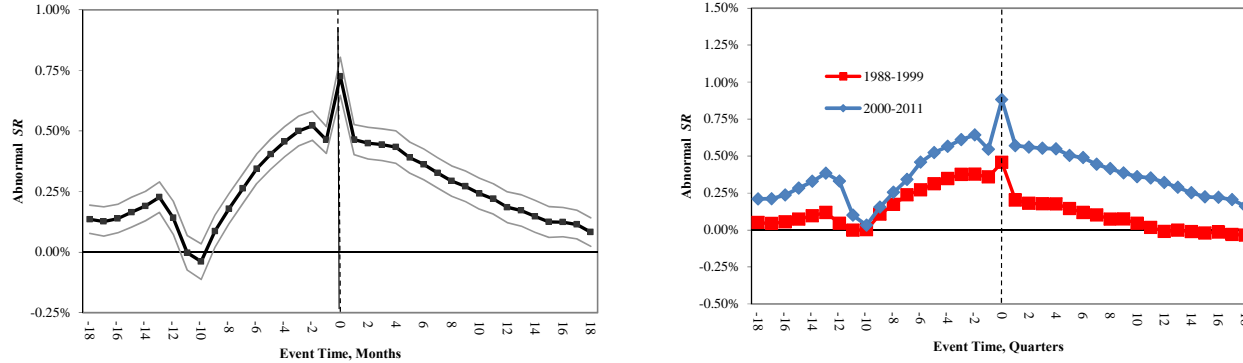 1.00%
0.75%
0.50%
0.25%
0.00%
-0.25%
Abnormal SR
-18 -16 -14 -12 -10 -8 -6 -4 -2 0 2 4 6 8 10 12 14 16 18
Event Time, Months
1.50%
1.00%
0.50%
0.25%
0.00%
-0.25%
-0.50%
Abnormal SR
1988-1999
2000-2011
-18 -16 -14 -12 -10 -8 -6 -4 -2 0 2 4 6 8 10 12 14 16 18
Event Time, Quarters